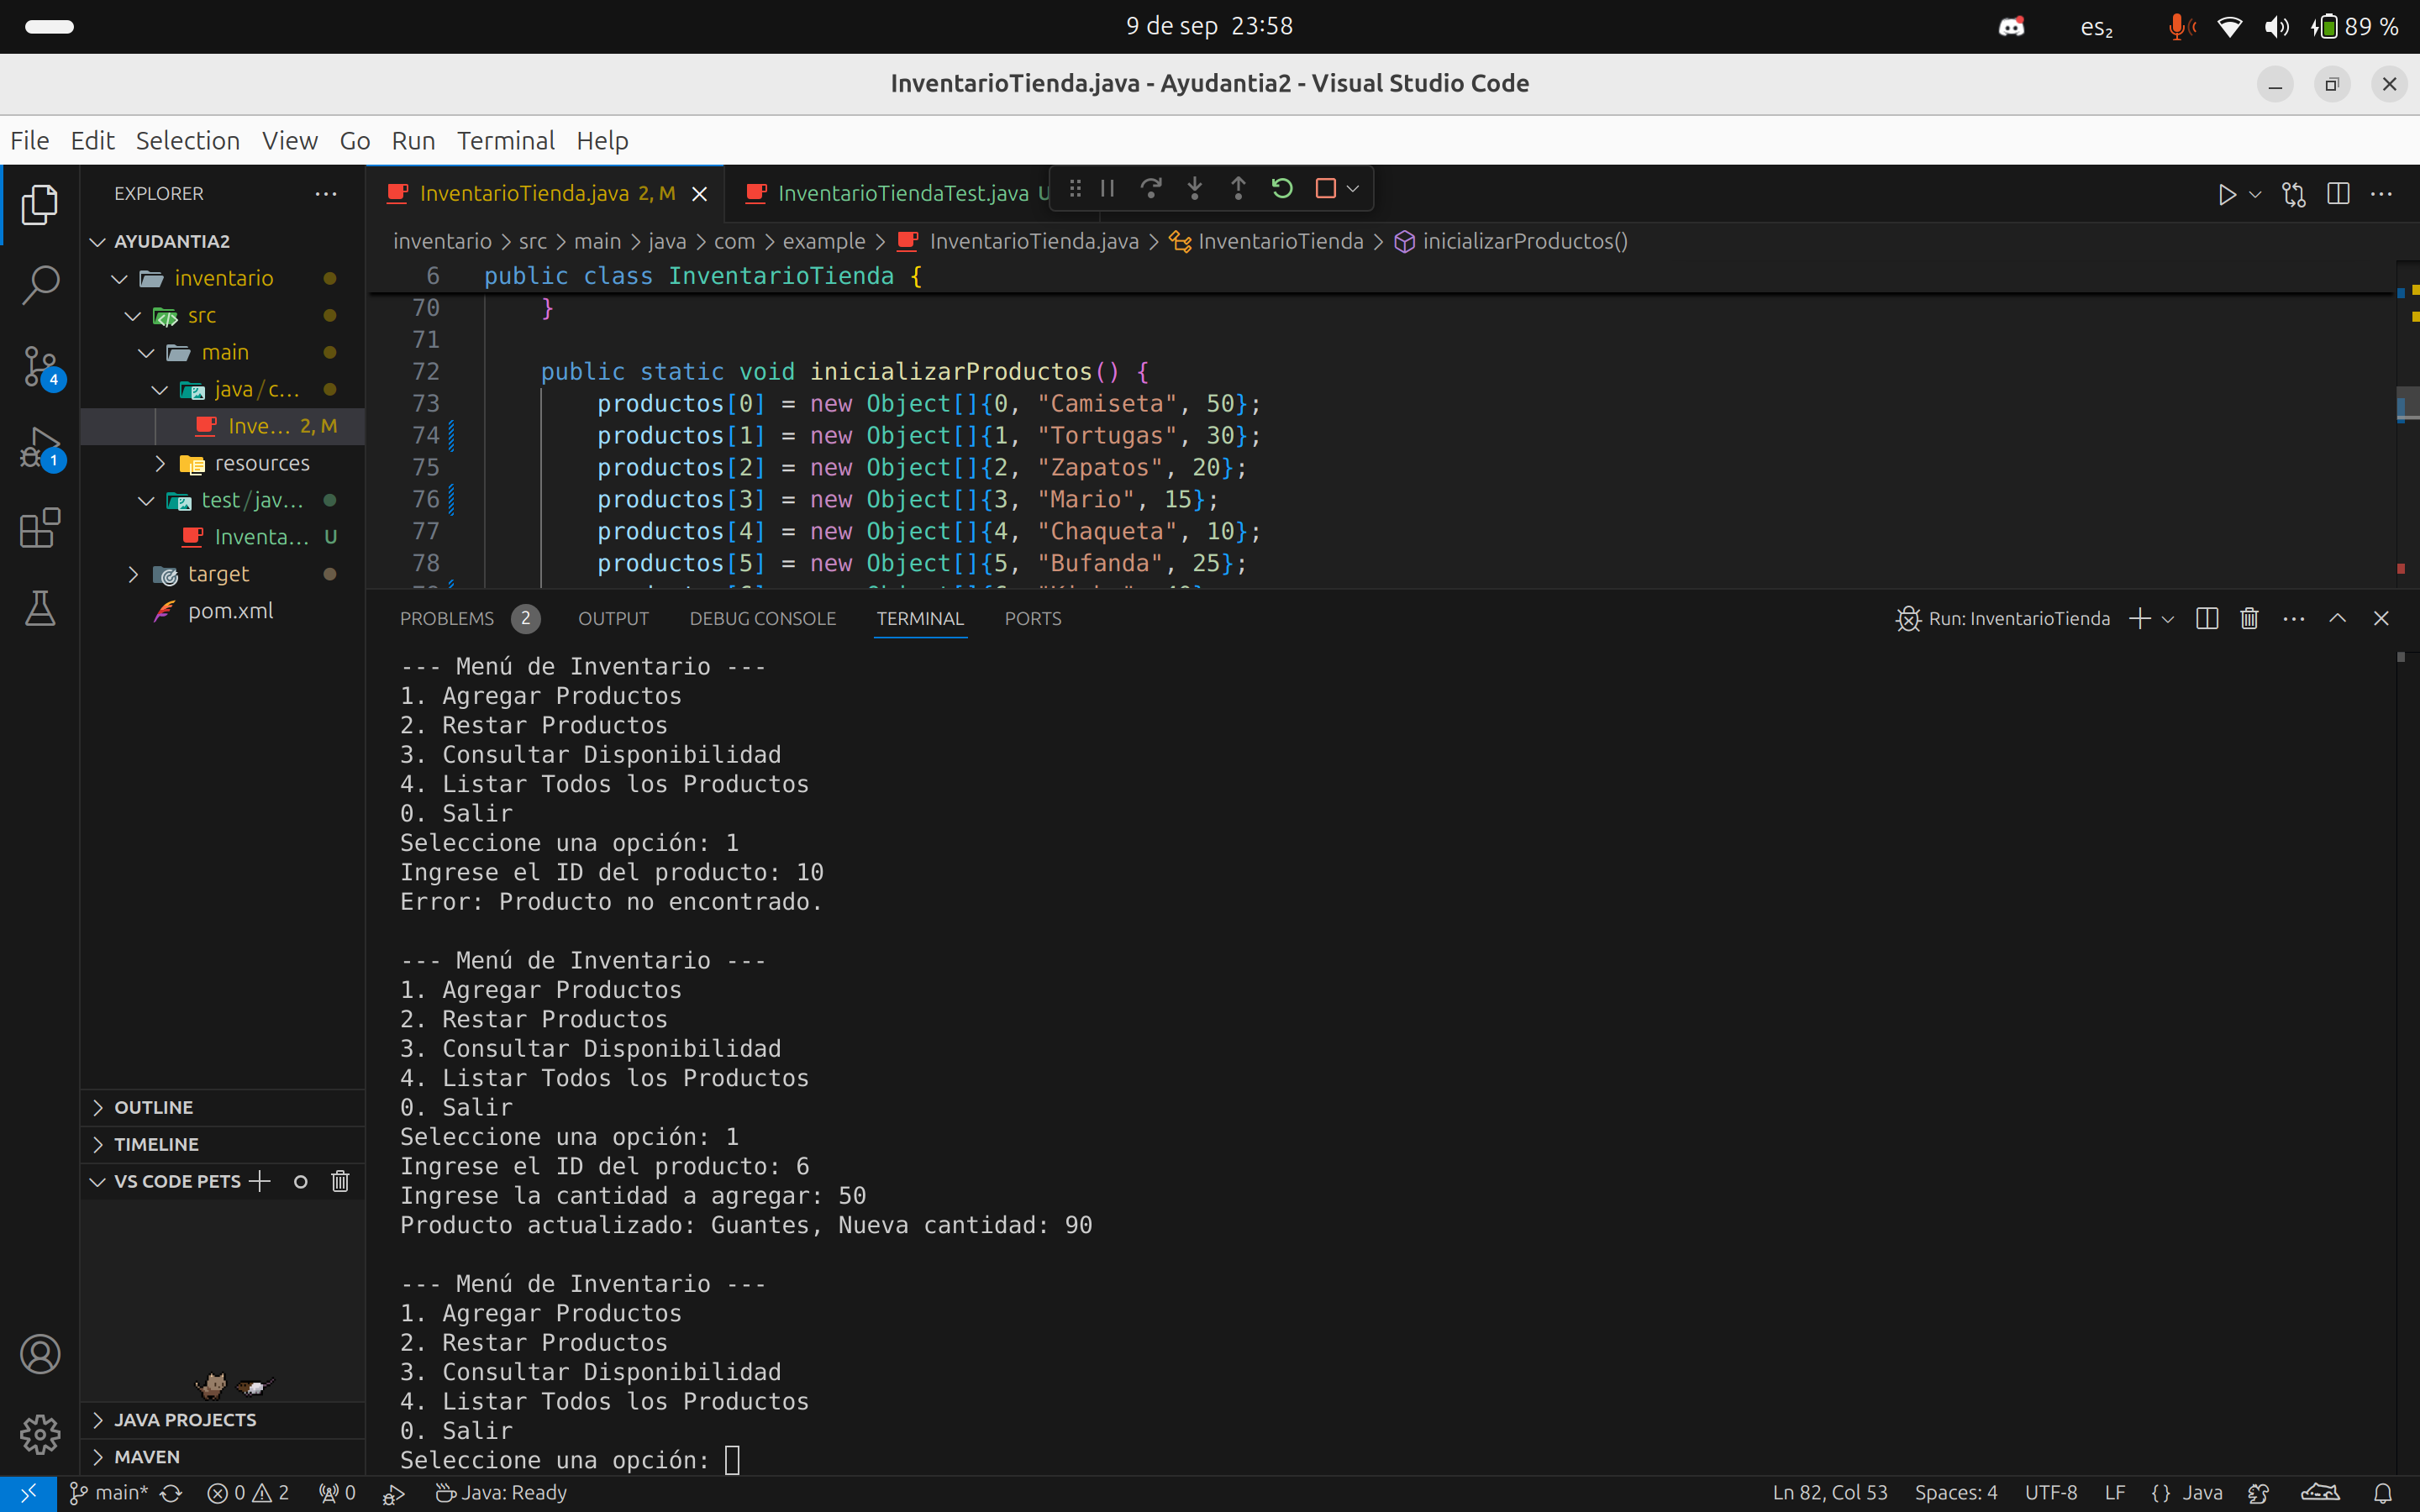 9 de sep 23:58
es₂
89 %
InventarioTienda.java - Ayudantia2 - Visual Studio Code
File Edit Selection View Go Run Terminal Help
EXPLORER
InventarioTienda.java 2, M
InventarioTiendaTest.java U
AYUDANTIA2
inventario
src
main
java/c...
Inve... 2, M
resources
test/jav...
Inventa... U
target
pom.xml
OUTLINE
TIMELINE
VS CODE PETS
JAVA PROJECTS
MAVEN
4
1
inventario > src > main > java > com > example > InventarioTienda.java > InventarioTienda > inicializarProductos()
6 public class InventarioTienda {
70 }
71
72 public static void inicializarProductos() {
73 productos[0] = new Object[]{0, "Camiseta", 50};
74 productos[1] = new Object[]{1, "Tortugas", 30};
75 productos[2] = new Object[]{2, "Zapatos", 20};
76 productos[3] = new Object[]{3, "Mario", 15};
77 productos[4] = new Object[]{4, "Chaqueta", 10};
78 productos[5] = new Object[]{5, "Bufanda", 25};
PROBLEMS 2 OUTPUT DEBUG CONSOLE TERMINAL PORTS
Run: InventarioTienda
--- Menú de Inventario ---
1. Agregar Productos
2. Restar Productos
3. Consultar Disponibilidad
4. Listar Todos los Productos
0. Salir
Seleccione una opción: 1
Ingrese el ID del producto: 10
Error: Producto no encontrado.
--- Menú de Inventario ---
1. Agregar Productos
2. Restar Productos
3. Consultar Disponibilidad
4. Listar Todos los Productos
0. Salir
Seleccione una opción: 1
Ingrese el ID del producto: 6
Ingrese la cantidad a agregar: 50
Producto actualizado: Guantes, Nueva cantidad: 90
--- Menú de Inventario ---
1. Agregar Productos
2. Restar Productos
3. Consultar Disponibilidad
4. Listar Todos los Productos
0. Salir
Seleccione una opción:
main* 0 2 0 Java: Ready
Ln 82, Col 53 Spaces: 4 UTF-8 LF {} Java